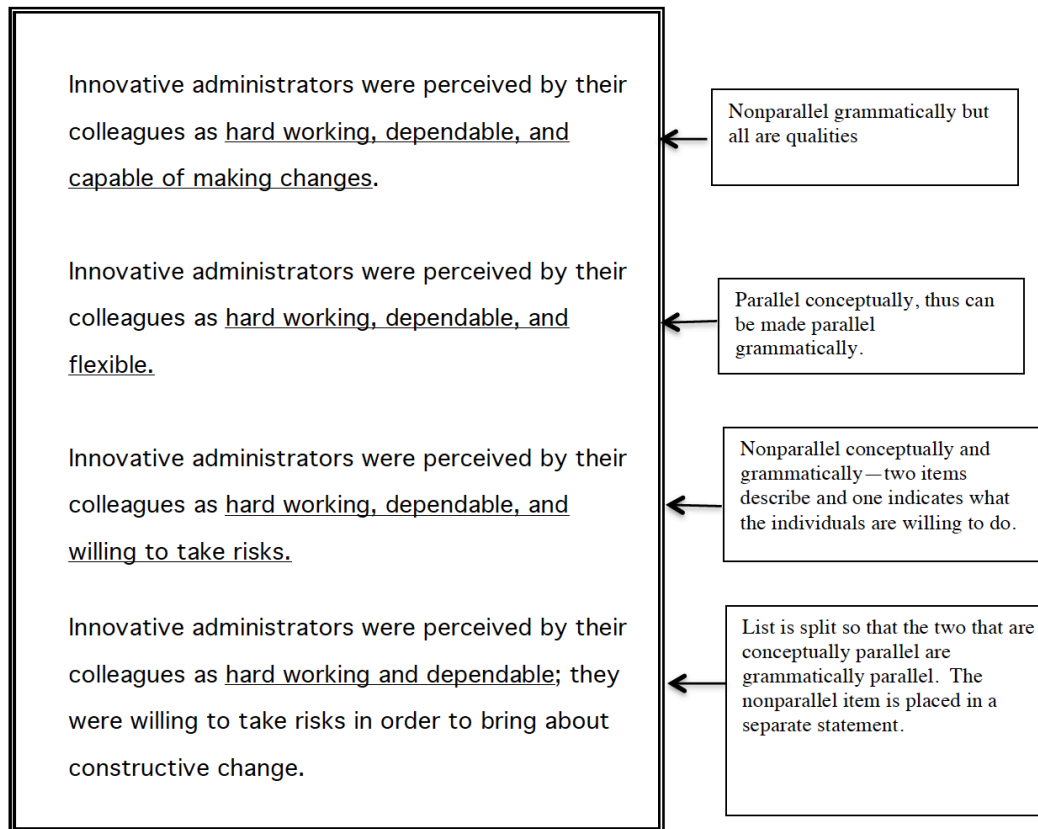 Innovative administrators were perceived by their
colleagues as hard working, dependable, and
capable of making changes.
Nonparallel grammatically but
all are qualities
Innovative administrators were perceived by their
colleagues as hard working, dependable, and
flexible.
Parallel conceptually, thus can
be made parallel
grammatically.
Innovative administrators were perceived by their
colleagues as hard working, dependable, and
willing to take risks.
Nonparallel conceptually and
grammatically—two items
describe and one indicates what
the individuals are willing to do.
Innovative administrators were perceived by their
colleagues as hard working and dependable; they
were willing to take risks in order to bring about
constructive change.
List is split so that the two that are
conceptually parallel are
grammatically parallel. The
nonparallel item is placed in a
separate statement.